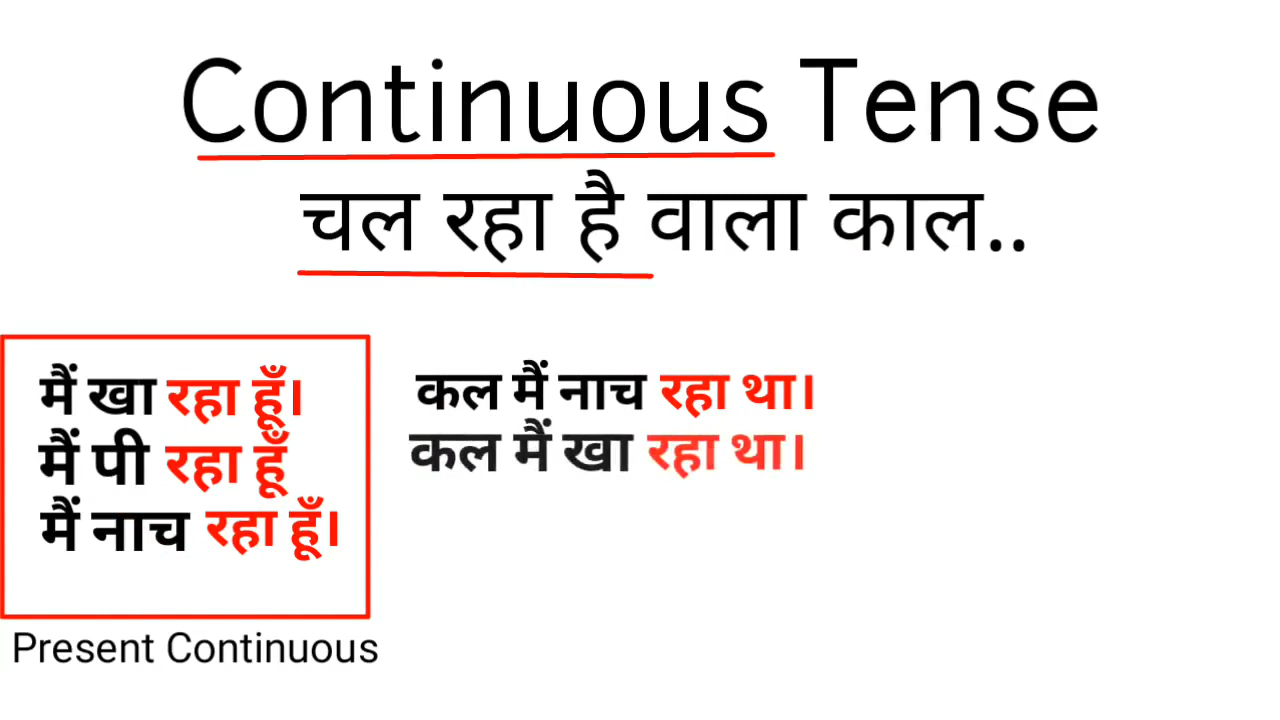 Continuous Tense
चल रहा है वाला काल..
मैं खा रहा हूँ।
मैं पी रहा हूँ
मैं नाच रहा हूँ।
Present Continuous
कल मैं नाच रहा था।
कल मैं खा रहा था।